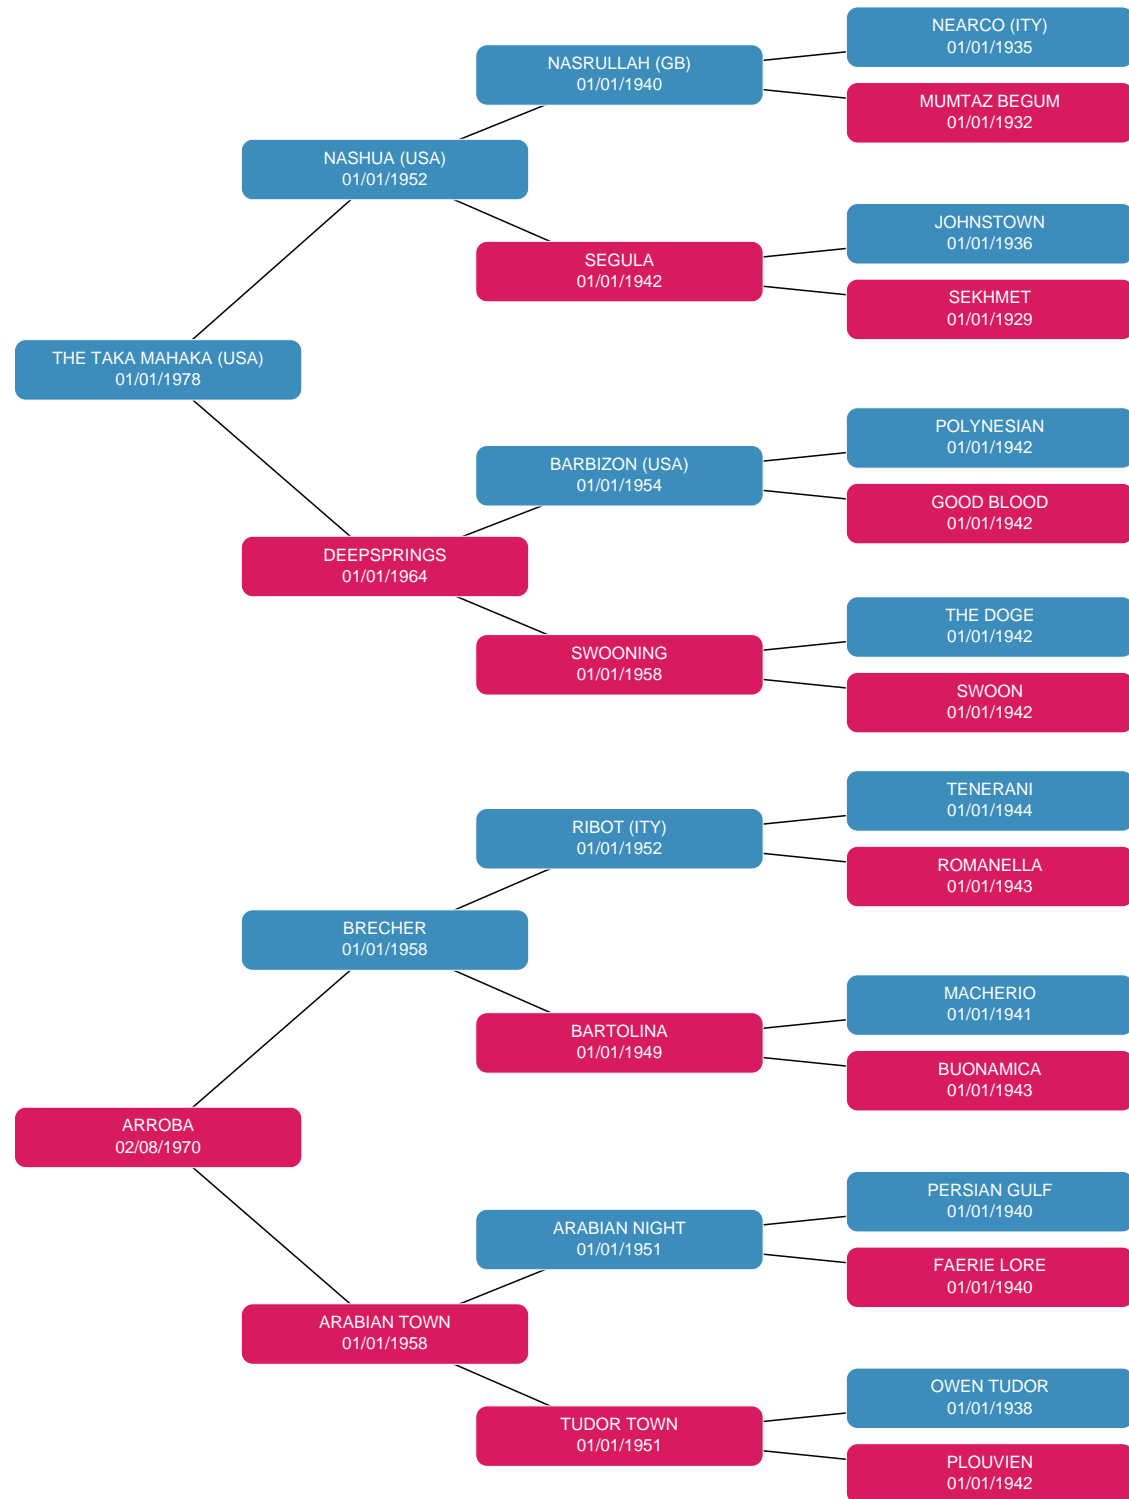 NEARCO (ITY)
01/01/1935
NASRULLAH (GB)
01/01/1940
MUMTAZ BEGUM
01/01/1932
NASHUA (USA)
01/01/1952
JOHNSTOWN
01/01/1936
SEGULA
01/01/1942
SEKHMET
01/01/1929
THE TAKA MAHAKA (USA)
01/01/1978
POLYNESIAN
01/01/1942
BARBIZON (USA)
01/01/1954
GOOD BLOOD
01/01/1942
DEEPSPRINGS
01/01/1964
THE DOGE
01/01/1942
SWOONING
01/01/1958
SWOON
01/01/1942
TENERANI
01/01/1944
RIBOT (ITY)
01/01/1952
ROMANELLA
01/01/1943
BRECHER
01/01/1958
MACHERIO
01/01/1941
BARTOLINA
01/01/1949
BUONAMICA
01/01/1943
ARROBA
02/08/1970
PERSIAN GULF
01/01/1940
ARABIAN NIGHT
01/01/1951
FAERIE LORE
01/01/1940
ARABIAN TOWN
01/01/1958
OWEN TUDOR
01/01/1938
TUDOR TOWN
01/01/1951
PLOUVIEN
01/01/1942